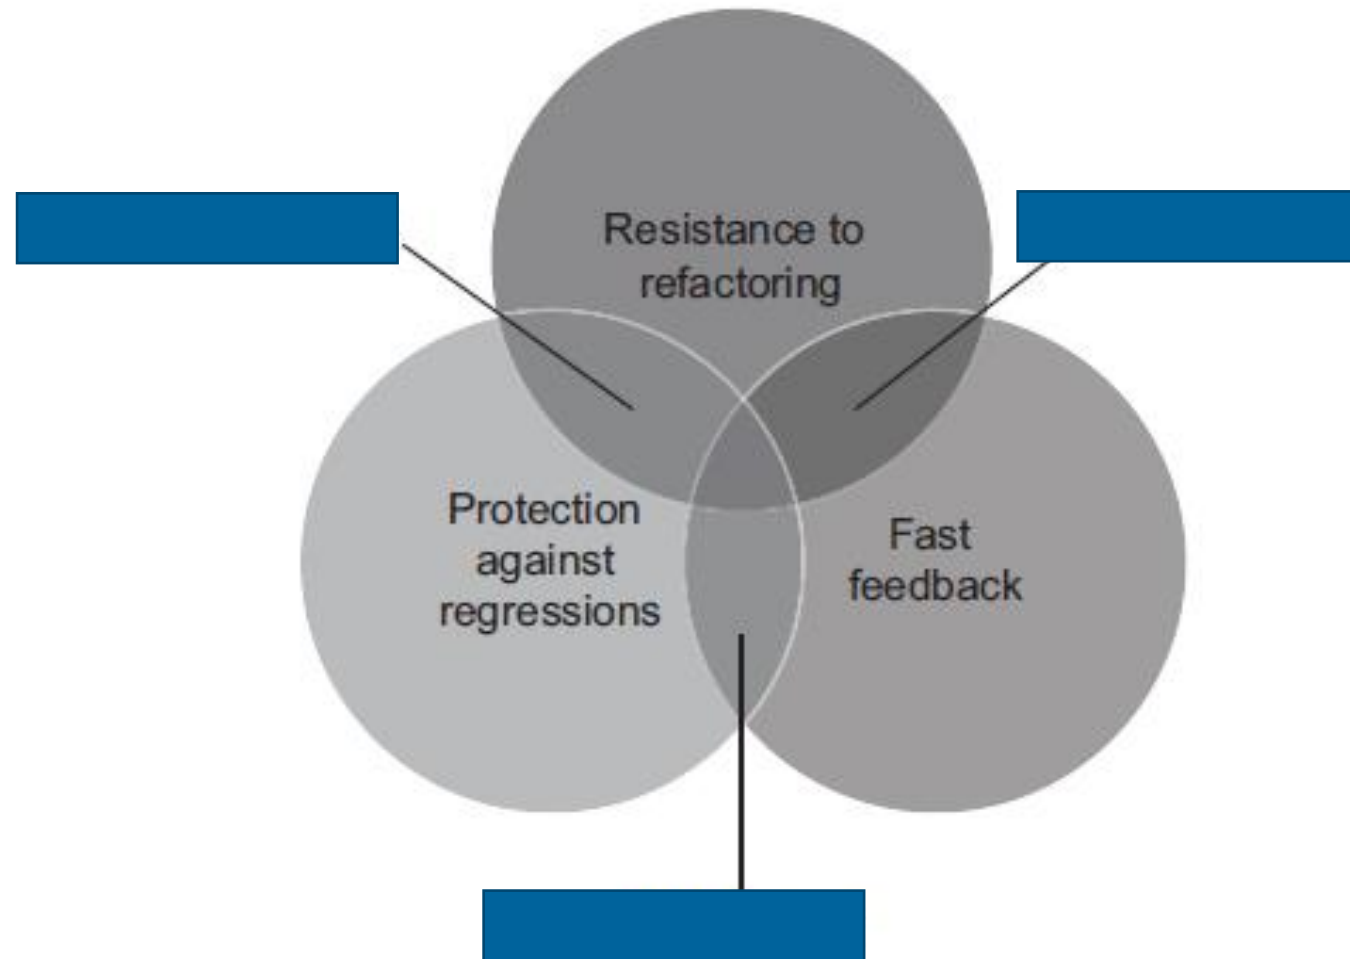 Resistance to
refactoring
Protection
against
regressions
Fast
feedback